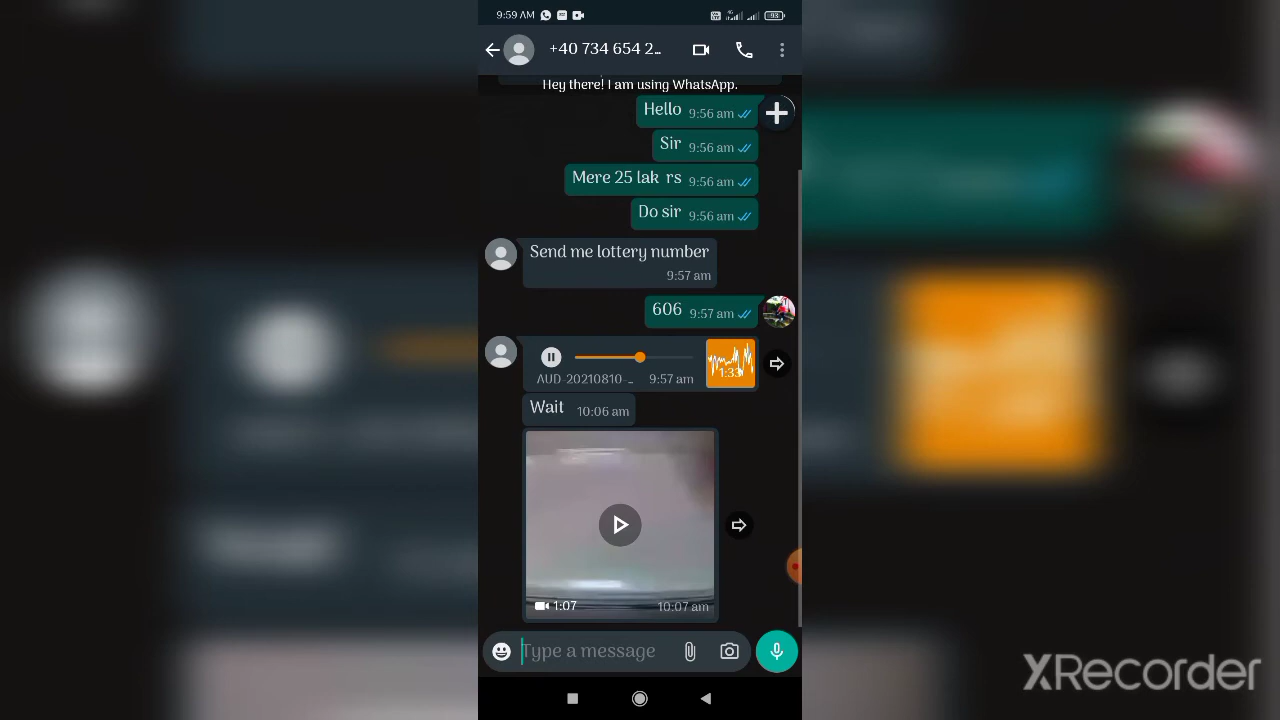 9:59 AM
93
+40 734 654 2...
Hey there! I am using WhatsApp.
Hello 9:56 am
Sir 9:56 am
Mere 25 lak rs 9:56 am
Do sir 9:56 am
Send me lottery number
9:57 am
606 9:57 am
1:33
AUD-20210810-... 9:57 am
Wait 10:06 am
1:07 10:07 am
Type a message
XRecorder